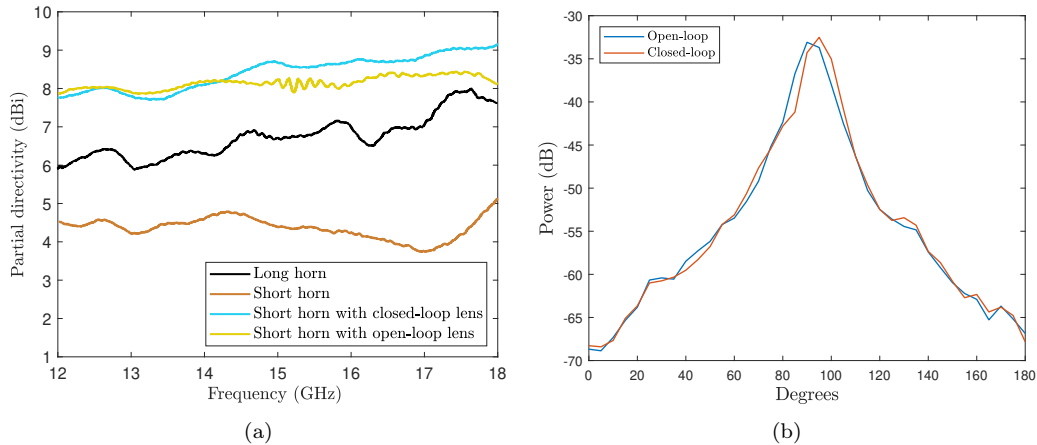 10
9
8
7
6
5
4
3
2
1
Partial directivity (dBi)
Long horn
Short horn
Short horn with closed-loop lens
Short horn with open-loop lens
12 13 14 15 16 17 18
Frequency (GHz)
(a)
-30
-35
-40
-45
-50
-55
-60
-65
-70
Power (dB)
Open-loop
Closed-loop
0 20 40 60 80 100 120 140 160 180
Degrees
(b)